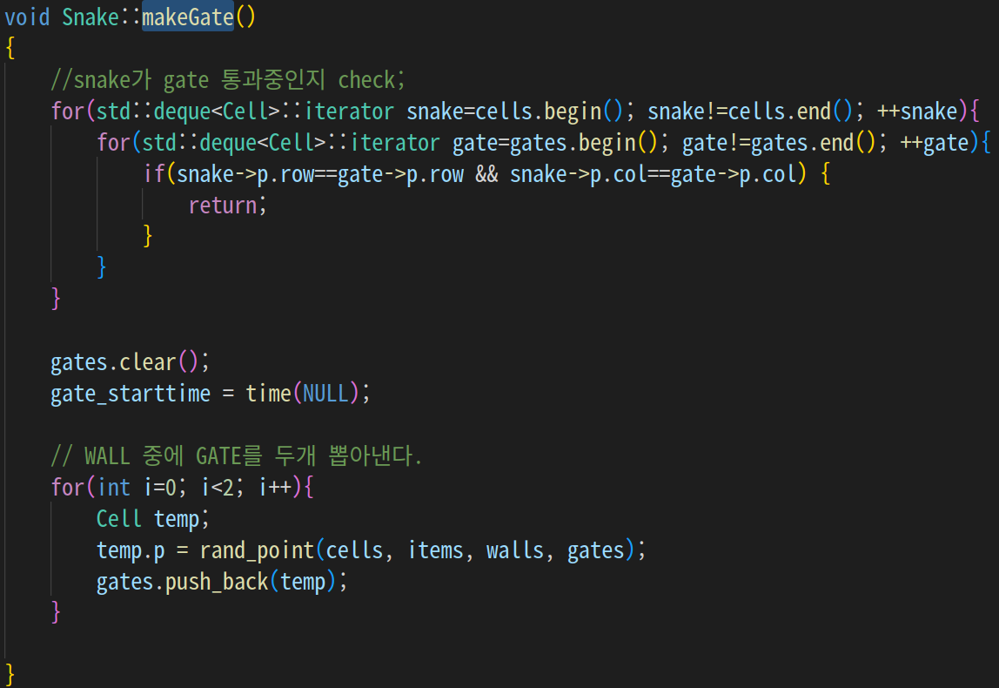 void Snake::makeGate()
{
    //snake가 gate 통과중인지 check;
    for(std::deque<Cell>::iterator snake=cells.begin(); snake!=cells.end(); ++snake){
        for(std::deque<Cell>::iterator gate=gates.begin(); gate!=gates.end(); ++gate){
            if(snake->p.row==gate->p.row && snake->p.col==gate->p.col) {
                return;
            }
        }
    }

    gates.clear();
    gate_starttime = time(NULL);

    // WALL 중에 GATE를 두개 뽑아낸다.
    for(int i=0; i<2; i++){
        Cell temp;
        temp.p = rand_point(cells, items, walls, gates);
        gates.push_back(temp);
    }

}